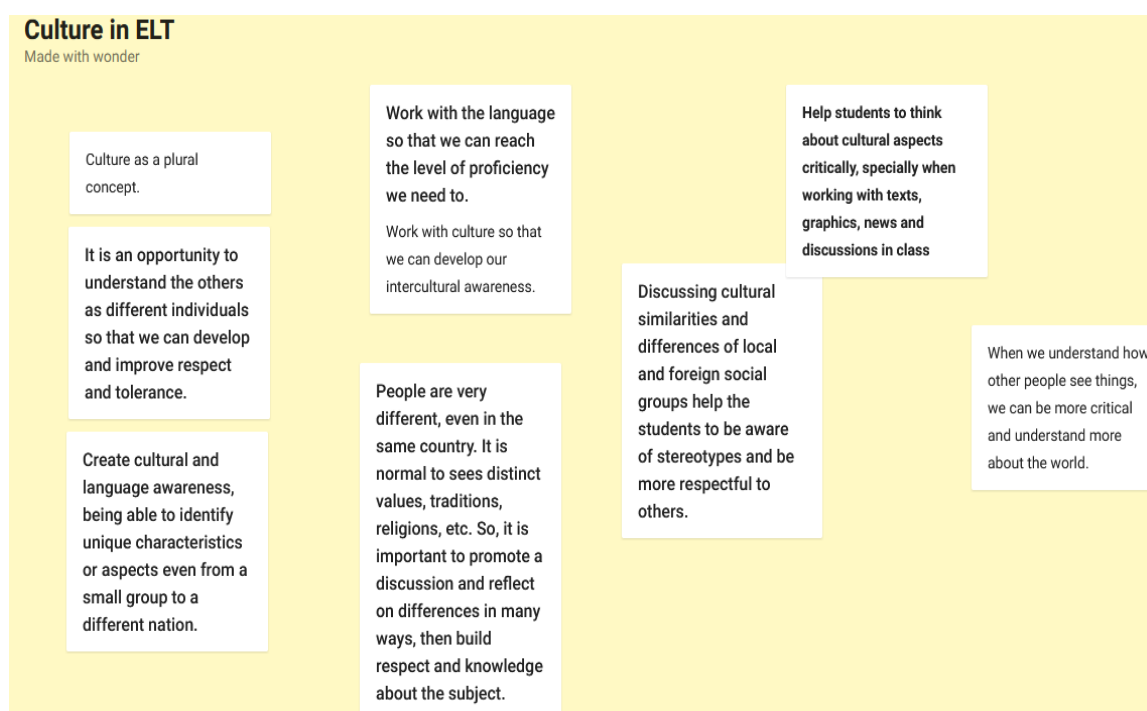 Culture in ELT
Made with wonder
Culture as a plural
concept.
It is an opportunity to
understand the others
as different individuals
so that we can develop
and improve respect
and tolerance.
Create cultural and
language awareness,
being able to identify
unique characteristics
or aspects even from a
small group to a
different nation.
Work with the language
so that we can reach
the level of proficiency
we need to.
Work with culture so that
we can develop our
intercultural awareness.
People are very
different, even in the
same country. It is
normal to sees distinct
values, traditions,
religions, etc. So, it is
important to promote a
discussion and reflect
on differences in many
ways, then build
respect and knowledge
about the subject.
Discussing cultural
similarities and
differences of local
and foreign social
groups help the
students to be aware
of stereotypes and be
more respectful to
others.
Help students to think
about cultural aspects
critically, specially when
working with texts,
graphics, news and
discussions in class
When we understand how
other people see things,
we can be more critical
and understand more
about the world.